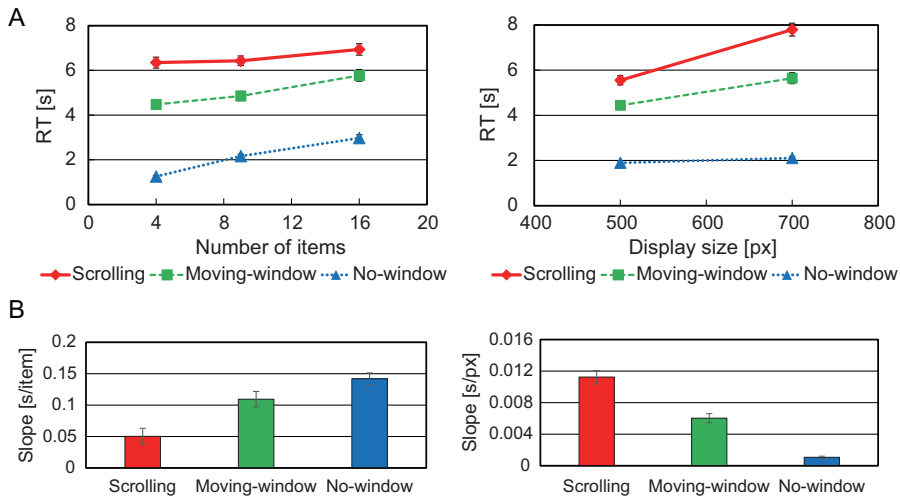 A
RT [s]
8
6
4
2
0
0 4 8 12 16 20
Number of items
Scrolling Moving-window No-window
RT [s]
8
6
4
2
0
400 500 600 700 800
Display size [px]
Scrolling Moving-window No-window
B
Slope [s/item]
0.2
0.15
0.1
0.05
0
Scrolling Moving-window No-window
Slope [s/px]
0.016
0.012
0.008
0.004
0
Scrolling Moving-window No-window